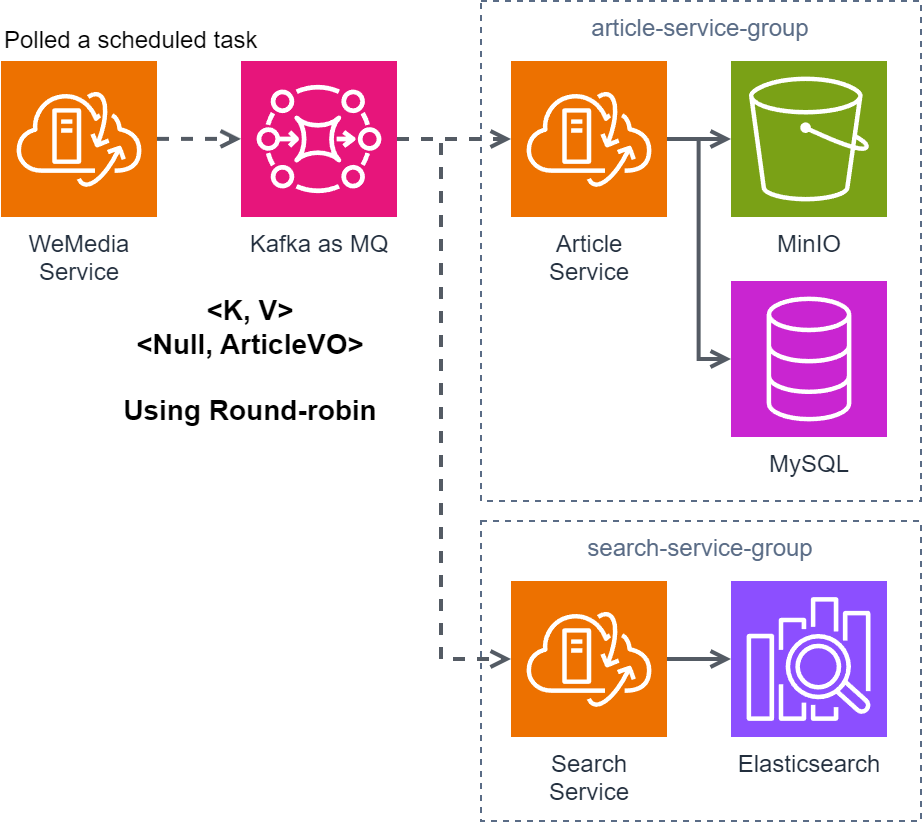 Polled a scheduled task
WeMedia
Service
Kafka as MQ
<K, V>
<Null, ArticleVO>
Using Round-robin
article-service-group
Article
Service
MinIO
MySQL
search-service-group
Search
Service
Elasticsearch